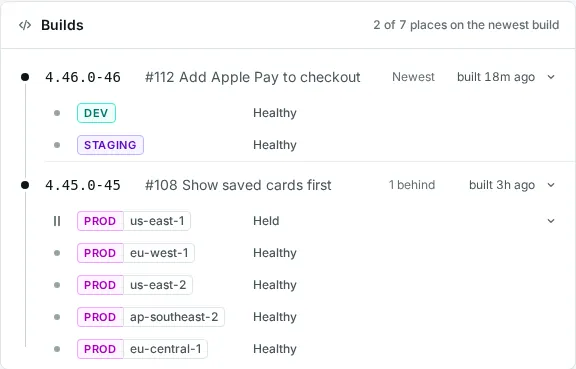 </> Builds 2 of 7 places on the newest build
4.46.0-46 #112 Add Apple Pay to checkout Newest built 18m ago
DEV Healthy
STAGING Healthy
4.45.0-45 #108 Show saved cards first 1 behind built 3h ago
PROD us-east-1 Held
PROD eu-west-1 Healthy
PROD us-east-2 Healthy
PROD ap-southeast-2 Healthy
PROD eu-central-1 Healthy